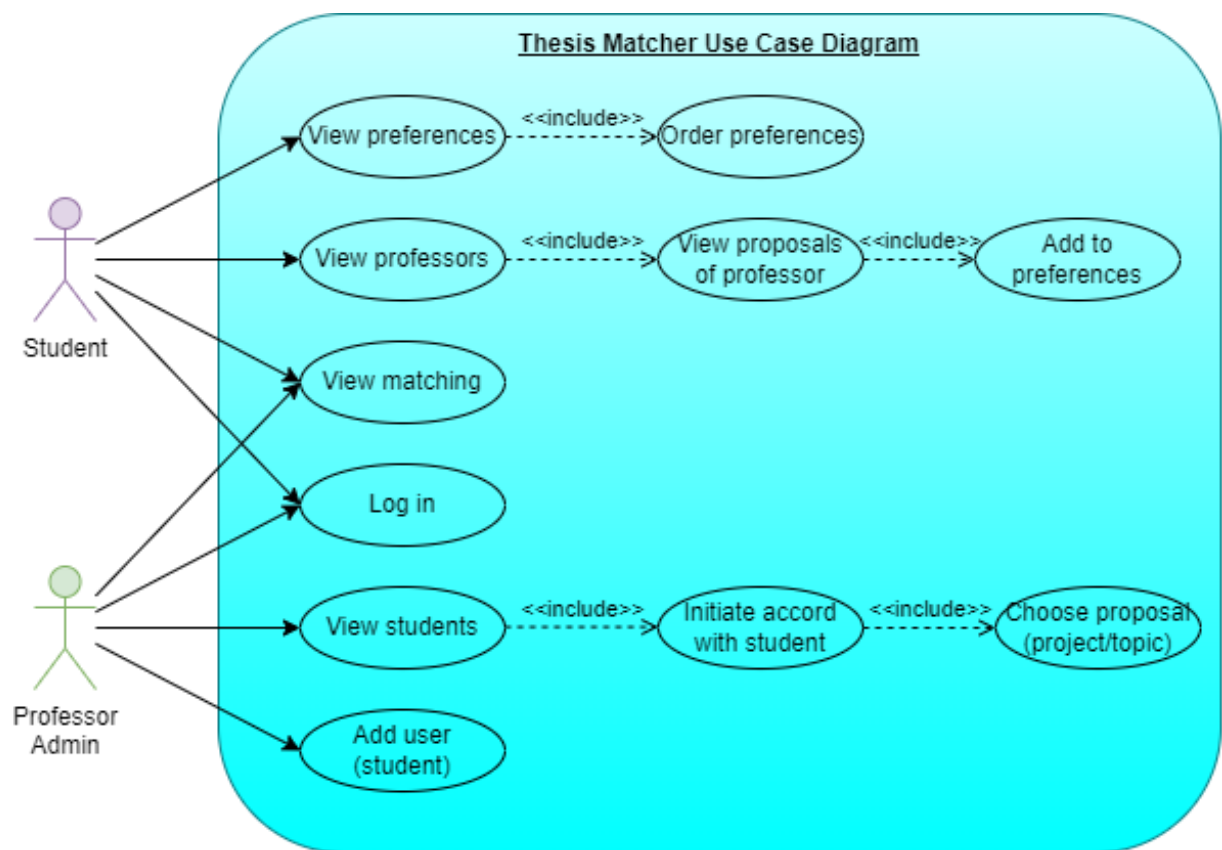 Thesis Matcher Use Case Diagram
View preferences
<<include>>
Order preferences
Student
View professors
<<include>>
View proposals
of professor
<<include>>
Add to
preferences
View matching
Log in
Professor
Admin
View students
<<include>>
Initiate accord
with student
<<include>>
Choose proposal
(project/topic)
Add user
(student)